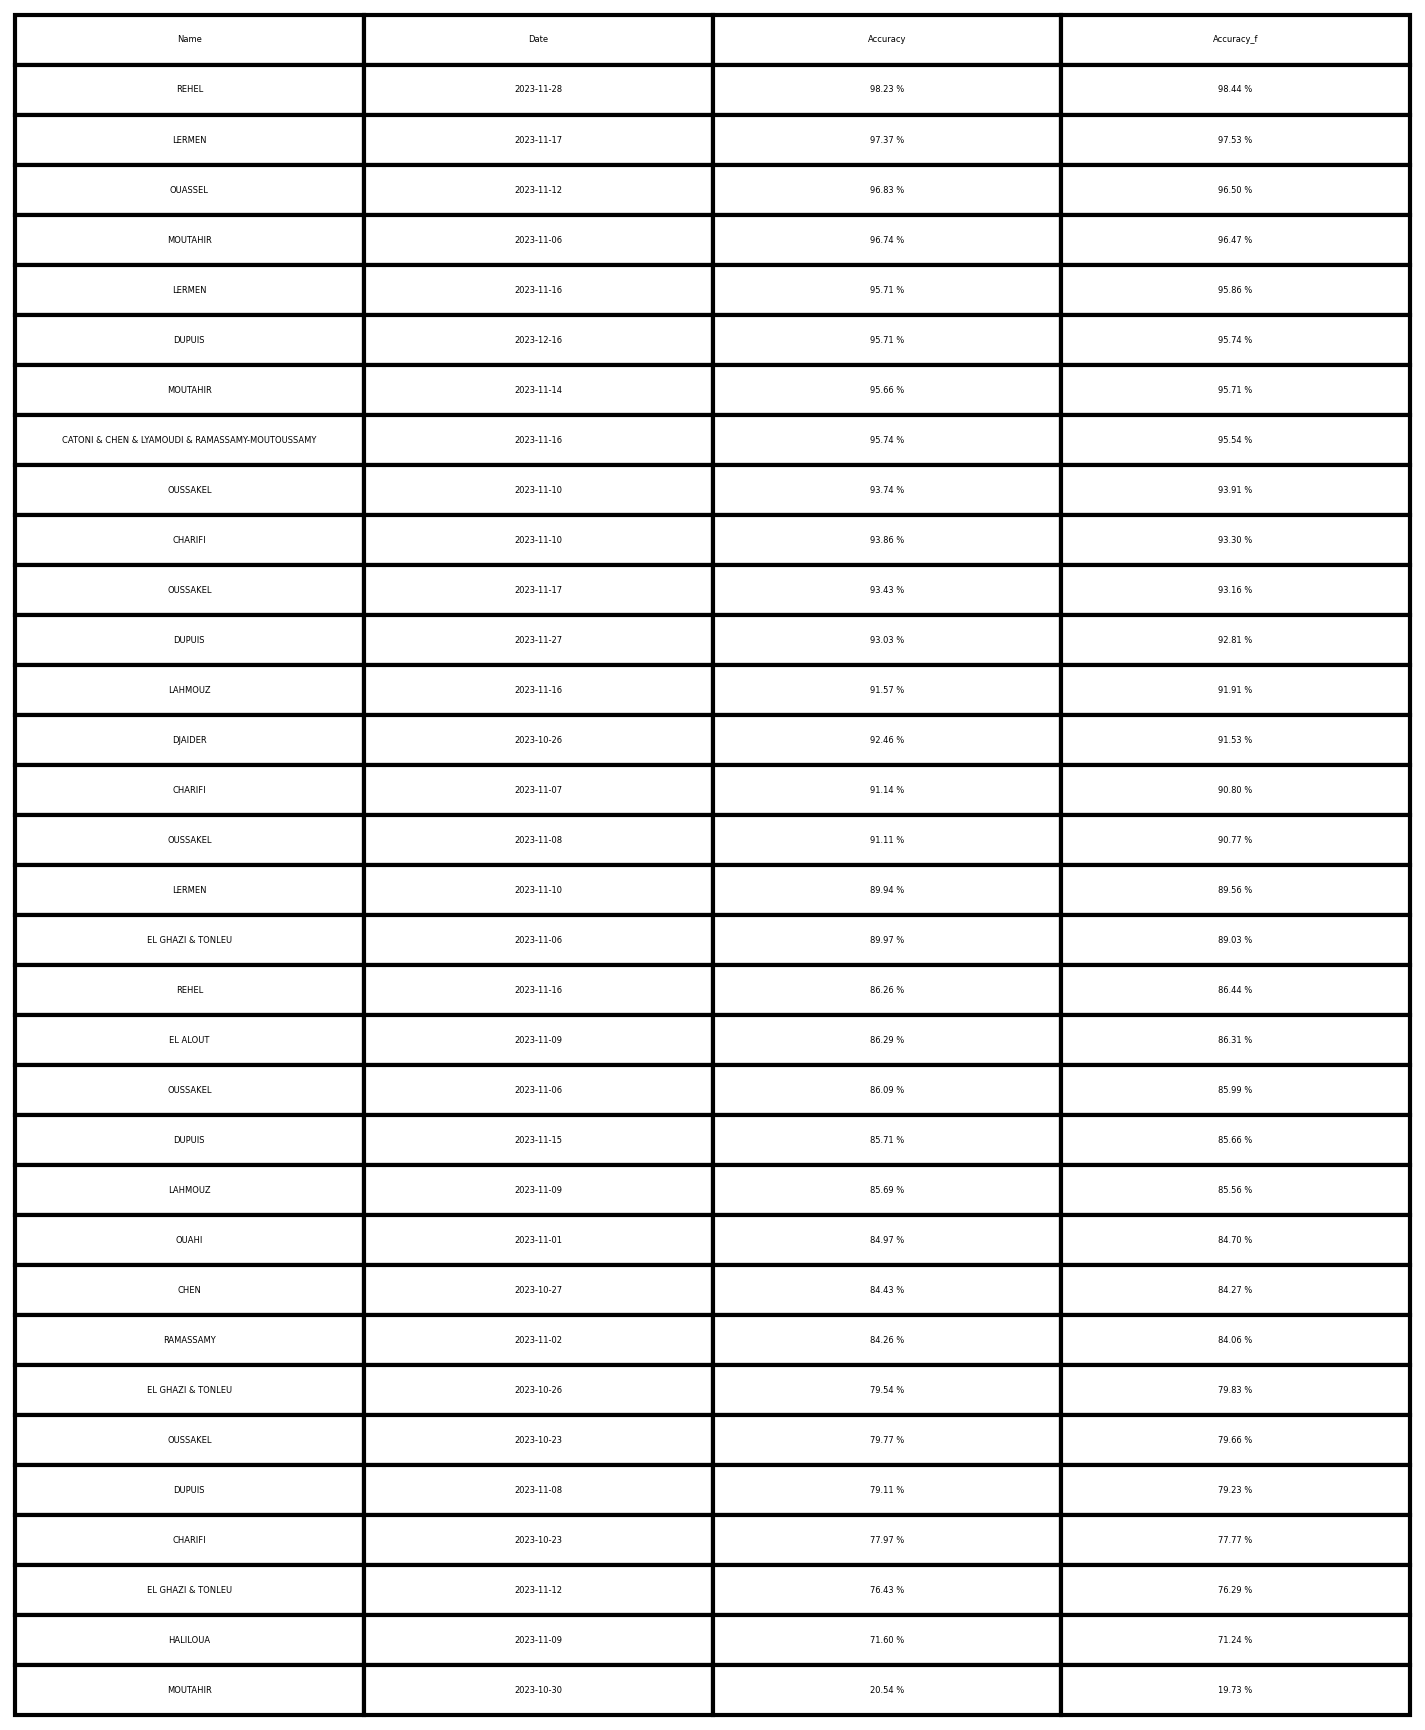 Name Date Accuracy Accuracy_f
REHEL 2023-11-28 98.23 % 98.44 %
LERMEN 2023-11-17 97.37 % 97.53 %
OUASSEL 2023-11-12 96.83 % 96.50 %
MOUTAHIR 2023-11-06 96.74 % 96.47 %
LERMEN 2023-11-16 95.71 % 95.86 %
DUPUIS 2023-12-16 95.71 % 95.74 %
MOUTAHIR 2023-11-14 95.66 % 95.71 %
CATONI & CHEN & LYAMOUDI & RAMASSAMY-MOUTOUSSAMY 2023-11-16 95.74 % 95.54 %
OUSSAKEL 2023-11-10 93.74 % 93.91 %
CHARIFI 2023-11-10 93.86 % 93.30 %
OUSSAKEL 2023-11-17 93.43 % 93.16 %
DUPUIS 2023-11-27 93.03 % 92.81 %
LAHMOUZ 2023-11-16 91.57 % 91.91 %
DJAIDER 2023-10-26 92.46 % 91.53 %
CHARIFI 2023-11-07 91.14 % 90.80 %
OUSSAKEL 2023-11-08 91.11 % 90.77 %
LERMEN 2023-11-10 89.94 % 89.56 %
EL GHAZI & TONLEU 2023-11-06 89.97 % 89.03 %
REHEL 2023-11-16 86.26 % 86.44 %
EL ALOUT 2023-11-09 86.29 % 86.31 %
OUSSAKEL 2023-11-06 86.09 % 85.99 %
DUPUIS 2023-11-15 85.71 % 85.66 %
LAHMOUZ 2023-11-09 85.69 % 85.56 %
OUAHI 2023-11-01 84.97 % 84.70 %
CHEN 2023-10-27 84.43 % 84.27 %
RAMASSAMY 2023-11-02 84.26 % 84.06 %
EL GHAZI & TONLEU 2023-10-26 79.54 % 79.83 %
OUSSAKEL 2023-10-23 79.77 % 79.66 %
DUPUIS 2023-11-08 79.11 % 79.23 %
CHARIFI 2023-10-23 77.97 % 77.77 %
EL GHAZI & TONLEU 2023-11-12 76.43 % 76.29 %
HALILOUA 2023-11-09 71.60 % 71.24 %
MOUTAHIR 2023-10-30 20.54 % 19.73 %